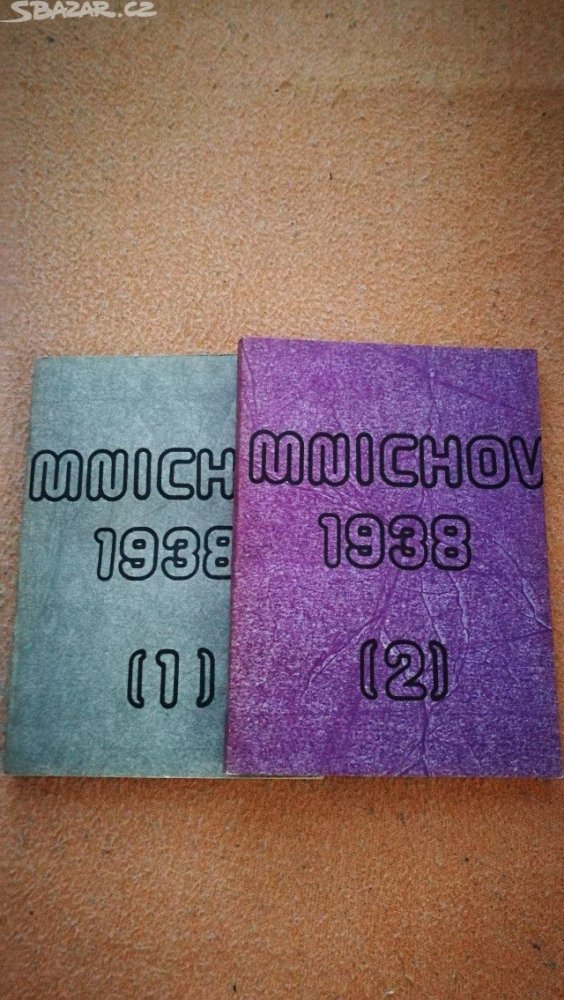 SBAZAR.CZ
MNICH
1938
(1)
MNICHOV
1938
(2)